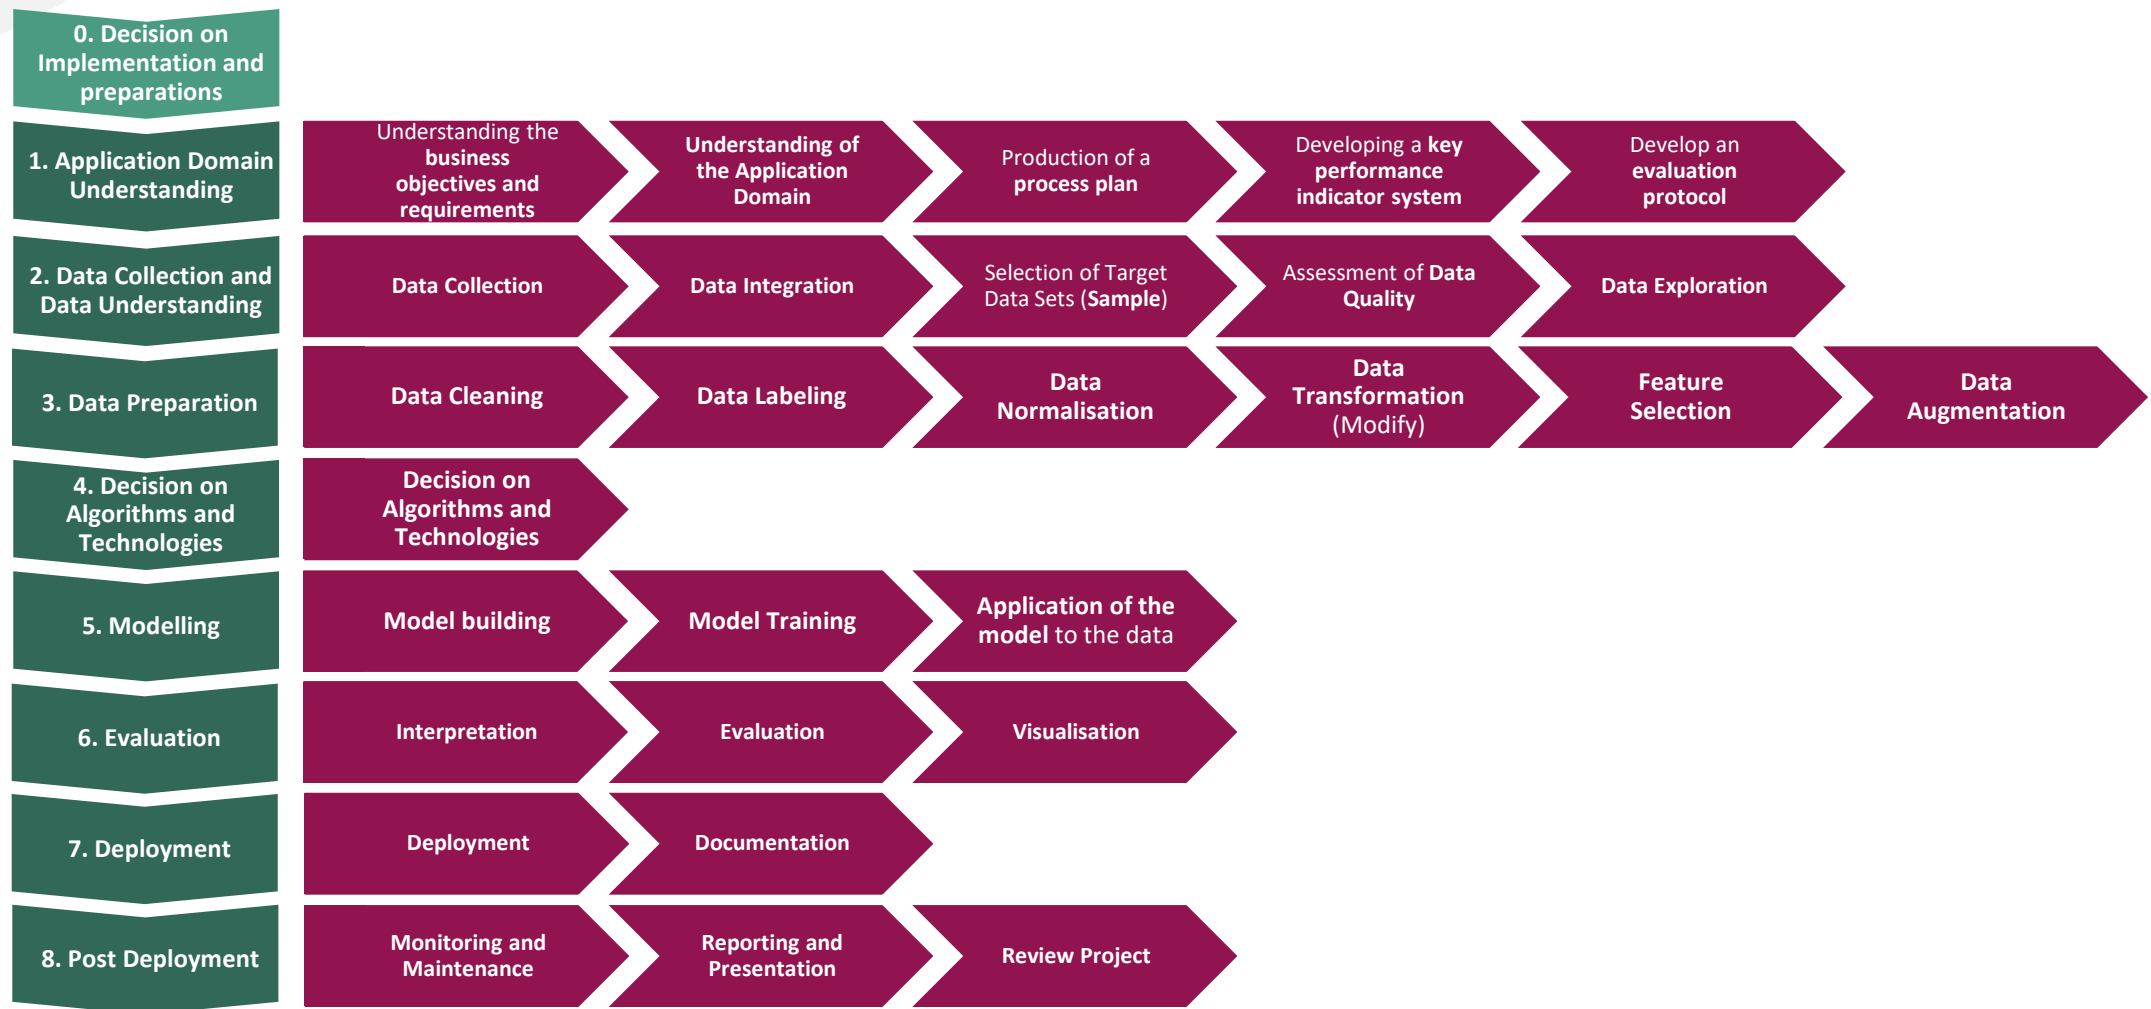 0. Decision on
Implementation and
preparations
1. Application Domain
Understanding
Understanding the
business
objectives and
requirements
Understanding of
the Application
Domain
Production of a
process plan
Developing a key
performance
indicator system
Develop an
evaluation
protocol
2. Data Collection and
Data Understanding
Data Collection
Data Integration
Selection of Target
Data Sets (Sample)
Assessment of Data
Quality
Data Exploration
3. Data Preparation
Data Cleaning
Data Labeling
Data
Normalisation
Data
Transformation
(Modify)
Feature
Selection
Data
Augmentation
4. Decision on
Algorithms and
Technologies
Decision on
Algorithms and
Technologies
5. Modelling
Model building
Model Training
Application of the
model to the data
6. Evaluation
Interpretation
Evaluation
Visualisation
7. Deployment
Deployment
Documentation
8. Post Deployment
Monitoring and
Maintenance
Reporting and
Presentation
Review Project